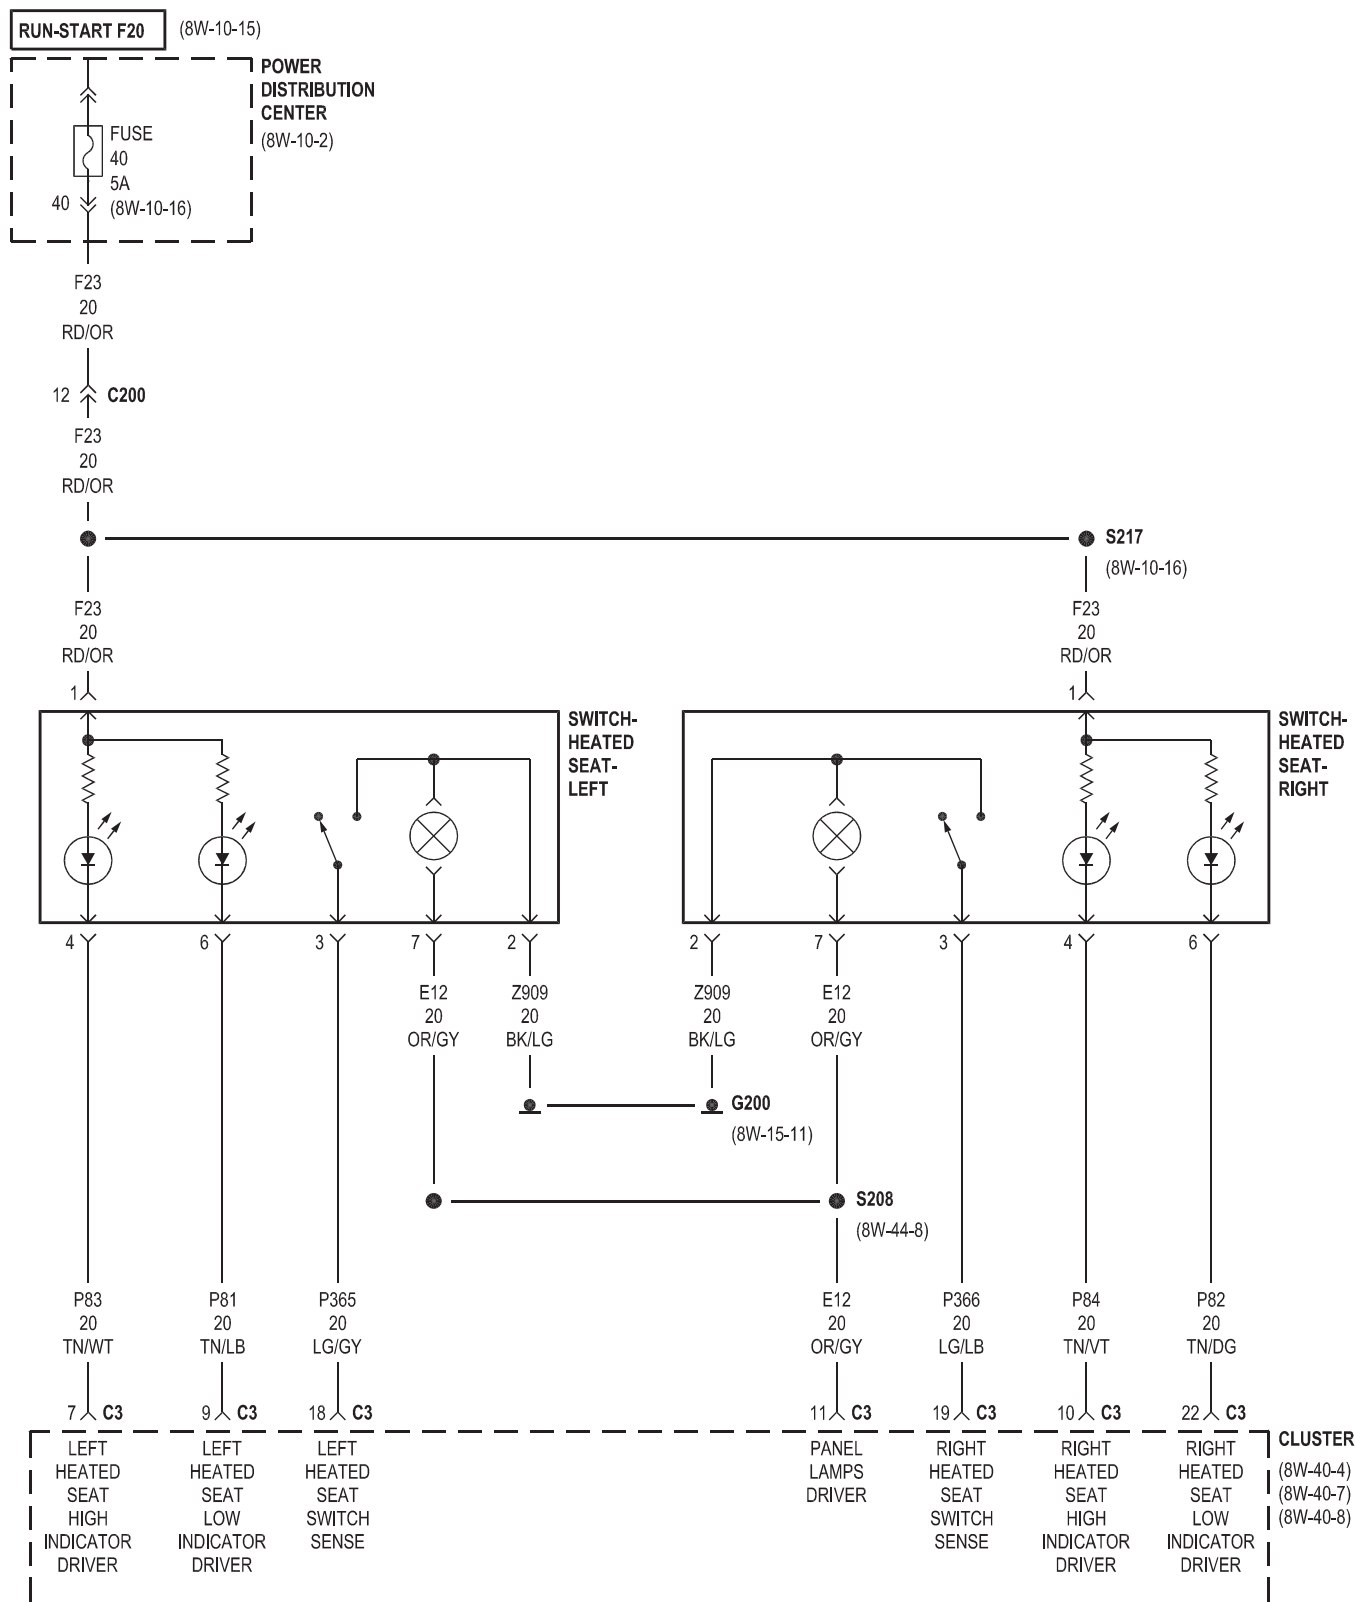 RUN-START F20 (8W-10-15)
POWER
DISTRIBUTION
CENTER
(8W-10-2)
FUSE
40
5A
40 (8W-10-16)
F23
20
RD/OR
12 C200
F23
20
RD/OR
S217
(8W-10-16)
F23
20
RD/OR
1
F23
20
RD/OR
1
SWITCH-
HEATED
SEAT-
LEFT
SWITCH-
HEATED
SEAT-
RIGHT
4 6 3 7 2 2 7 3 4 6
E12
20
OR/GY
Z909
20
BK/LG
Z909
20
BK/LG
E12
20
OR/GY
G200
(8W-15-11)
S208
(8W-44-8)
P83
20
TN/WT
P81
20
TN/LB
P365
20
LG/GY
E12
20
OR/GY
P366
20
LG/LB
P84
20
TN/VT
P82
20
TN/DG
7 C3 9 C3 18 C3 11 C3 19 C3 10 C3 22 C3
LEFT
HEATED
SEAT
HIGH
INDICATOR
DRIVER
LEFT
HEATED
SEAT
LOW
INDICATOR
DRIVER
LEFT
HEATED
SEAT
SWITCH
SENSE
PANEL
LAMPS
DRIVER
RIGHT
HEATED
SEAT
SWITCH
SENSE
RIGHT
HEATED
SEAT
HIGH
INDICATOR
DRIVER
RIGHT
HEATED
SEAT
LOW
INDICATOR
DRIVER
CLUSTER
(8W-40-4)
(8W-40-7)
(8W-40-8)